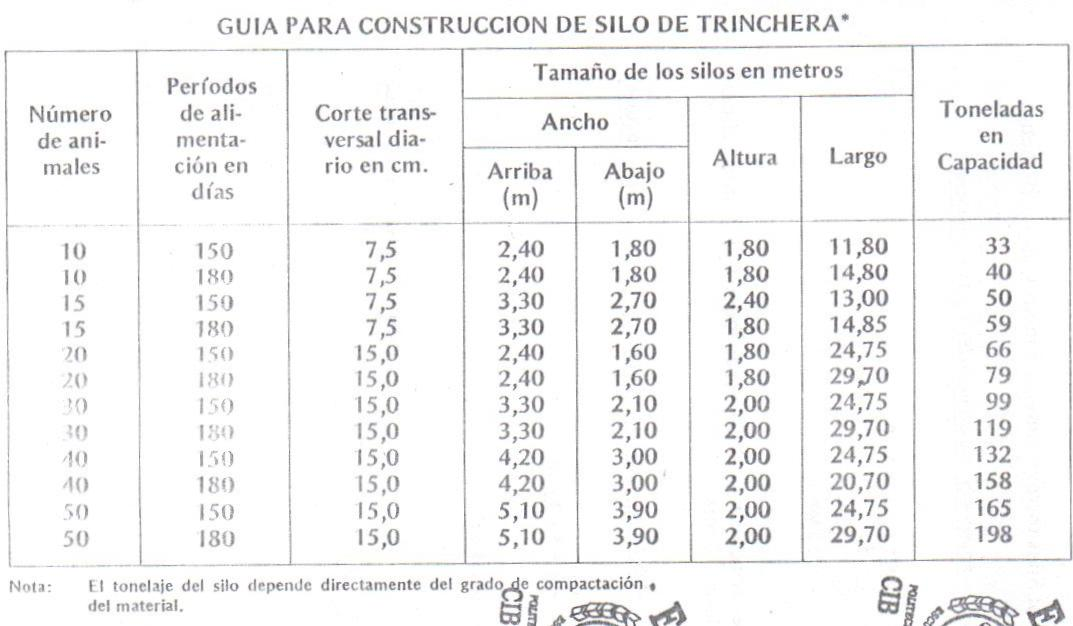 GUIA PARA CONSTRUCCION DE SILO DE TRINCHERA*
Tamaño de los silos en metros
Número de ani- males
Períodos de ali- menta- ción en días
Corte trans- versal dia- rio en cm.
Ancho
Arriba (m)
Abajo (m)
Altura
Largo
Toneladas en Capacidad
10 150 7,5 2,40 1,80 1,80 11,80 33
10 180 7,5 2,40 1,80 1,80 14,80 40
15 150 7,5 3,30 2,70 2,40 13,00 50
15 180 7,5 3,30 2,70 1,80 14,85 59
20 150 15,0 2,40 1,60 1,80 24,75 66
20 180 15,0 2,40 1,60 1,80 29,70 79
30 150 15,0 3,30 2,10 2,00 24,75 99
30 180 15,0 3,30 2,10 2,00 29,70 119
40 150 15,0 4,20 3,00 2,00 24,75 132
40 180 15,0 4,20 3,00 2,00 20,70 158
50 150 15,0 5,10 3,90 2,00 24,75 165
50 180 15,0 5,10 3,90 2,00 29,70 198
Nota: El tonelaje del silo depende directamente del grado de compactación
del material.
CIB
CIB